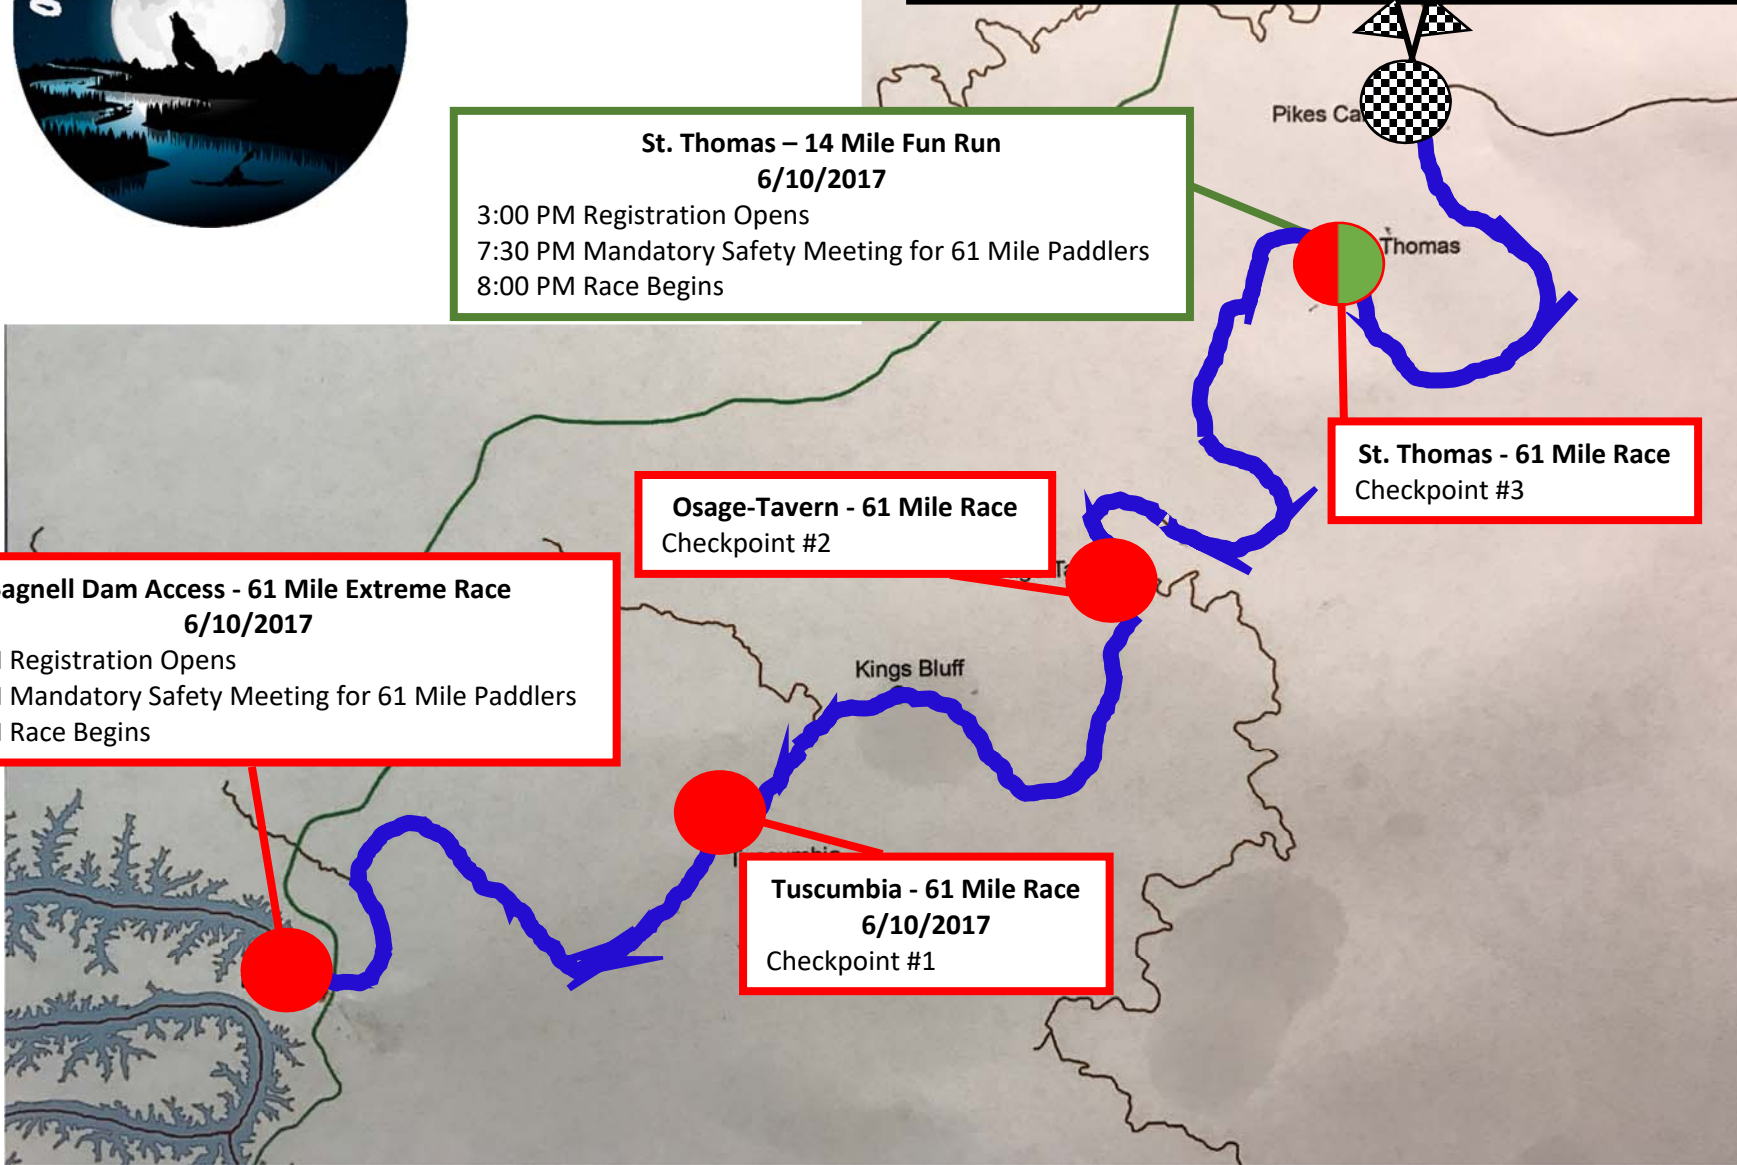 Pikes
St. Thomas – 14 Mile Fun Run
6/10/2017
3:00 PM Registration Opens
7:30 PM Mandatory Safety Meeting for 61 Mile Paddlers
8:00 PM Race Begins
Thomas
St. Thomas - 61 Mile Race
Checkpoint #3
Osage-Tavern - 61 Mile Race
Checkpoint #2
Dam Access - 61 Mile Extreme Race
6/10/2017
Registration Opens
Mandatory Safety Meeting for 61 Mile Paddlers
Race Begins
Kings Bluff
Tuscumbia - 61 Mile Race
6/10/2017
Checkpoint #1